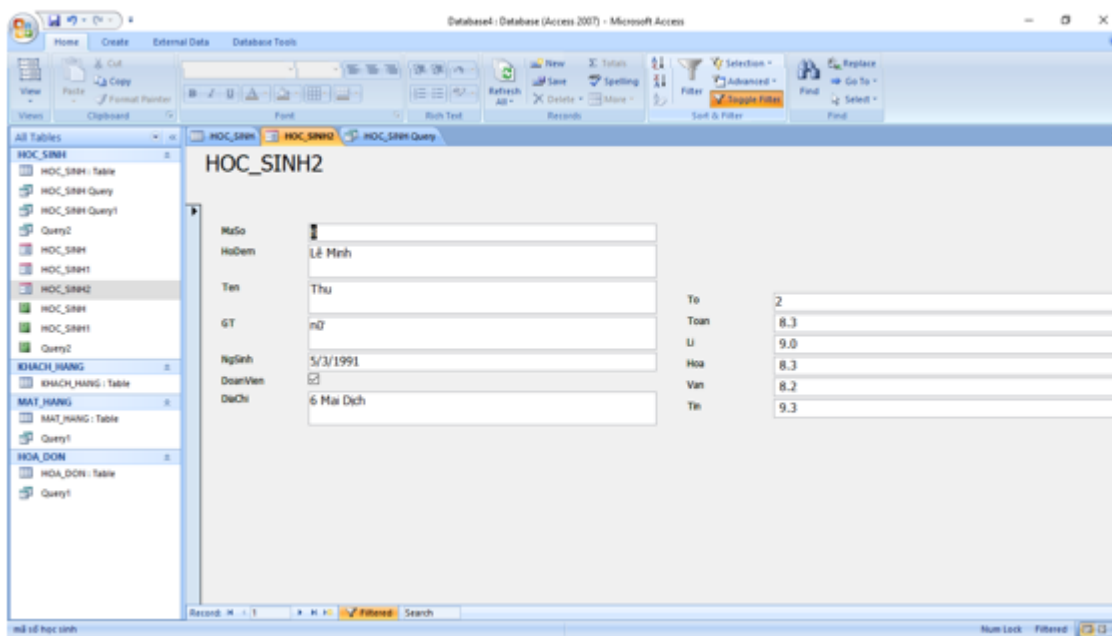 Database4 : Database (Access 2007) - Microsoft Access
Home Create External Data Database Tools
View Paste Cut Copy Format Painter
Refresh All New Save Delete Totals Spelling More
Filter Selection Advanced Toggle Filter
Find Replace Go To Select
Views Clipboard Font Rich Text Records Sort & Filter Find
All Tables
HOC_SINH
HOC_SINH : Table
HOC_SINH Query
HOC_SINH Query1
Query2
HOC_SINH
HOC_SINH1
HOC_SINH2
HOC_SINH
HOC_SINH1
Query2
KHACH_HANG
KHACH_HANG : Table
MAT_HANG
MAT_HANG : Table
Query1
HOA_DON
HOA_DON : Table
Query1
HOC_SINH HOC_SINH2 HOC_SINH Query
HOC_SINH2
MaSo
HoDem Lê Minh
Ten Thu
GT nữ
NgSinh 5/3/1991
DoanVien
DiaChi 6 Mai Dịch
To 2
Toan 8.3
Li 9.0
Hoa 8.3
Van 8.2
Tin 9.3
Record: 1 Filtered Search
mã số học sinh Num Lock Filtered